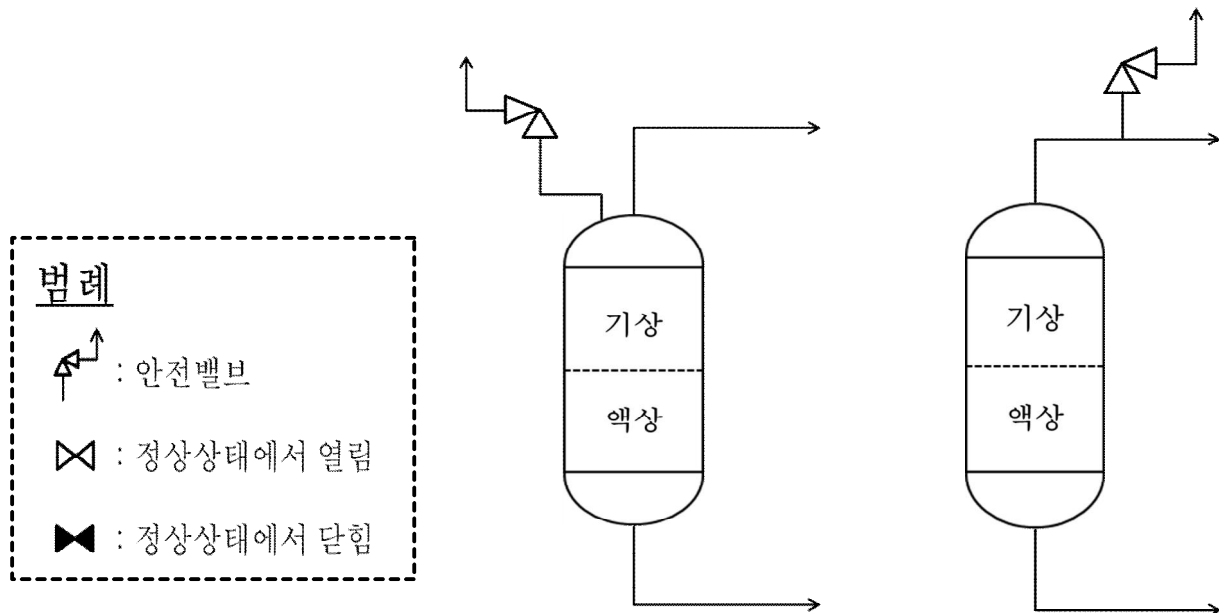 범례
: 안전밸브
: 정상상태에서 열림
: 정상상태에서 닫힘
기상
액상
기상
액상